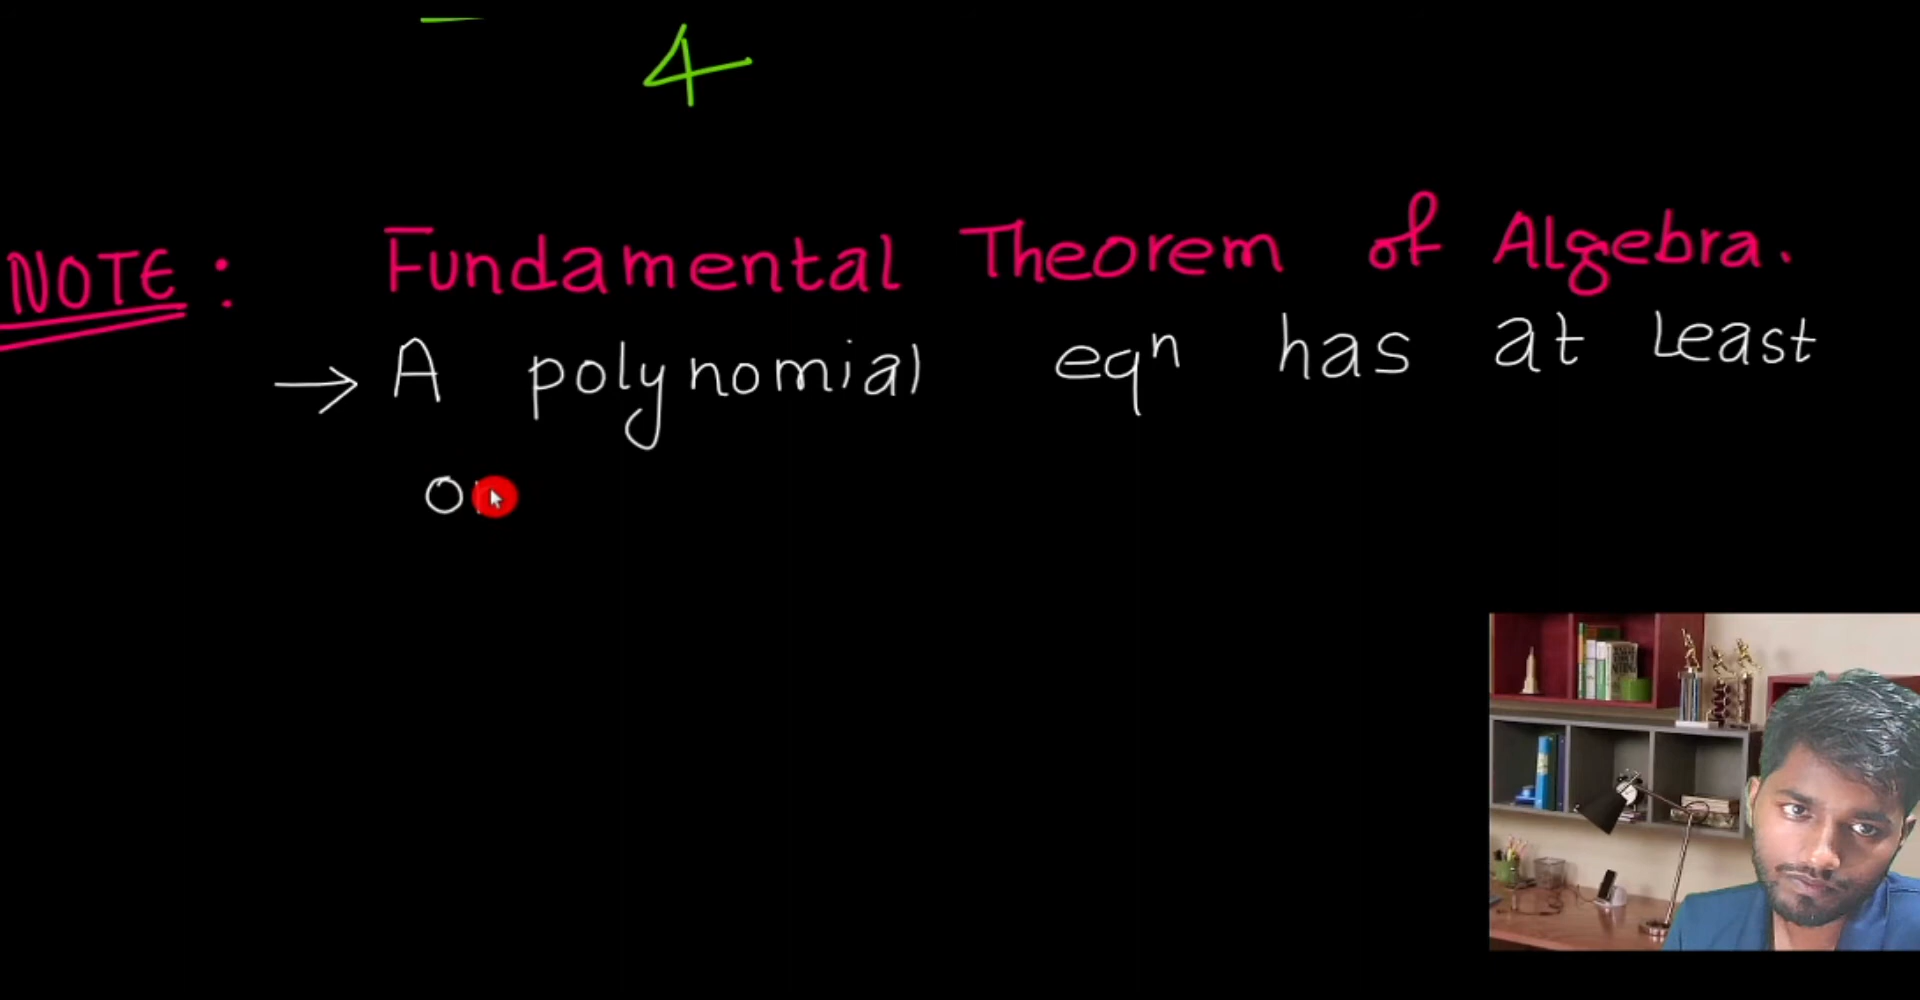 4
NOTE : Fundamental Theorem of Algebra.
→ A polynomial eqⁿ has at least